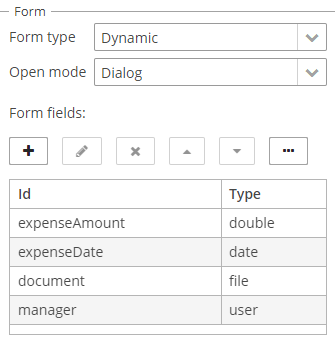 Form
Form type Dynamic
Open mode Dialog
Form fields:
Id Type
expenseAmount double
expenseDate date
document file
manager user